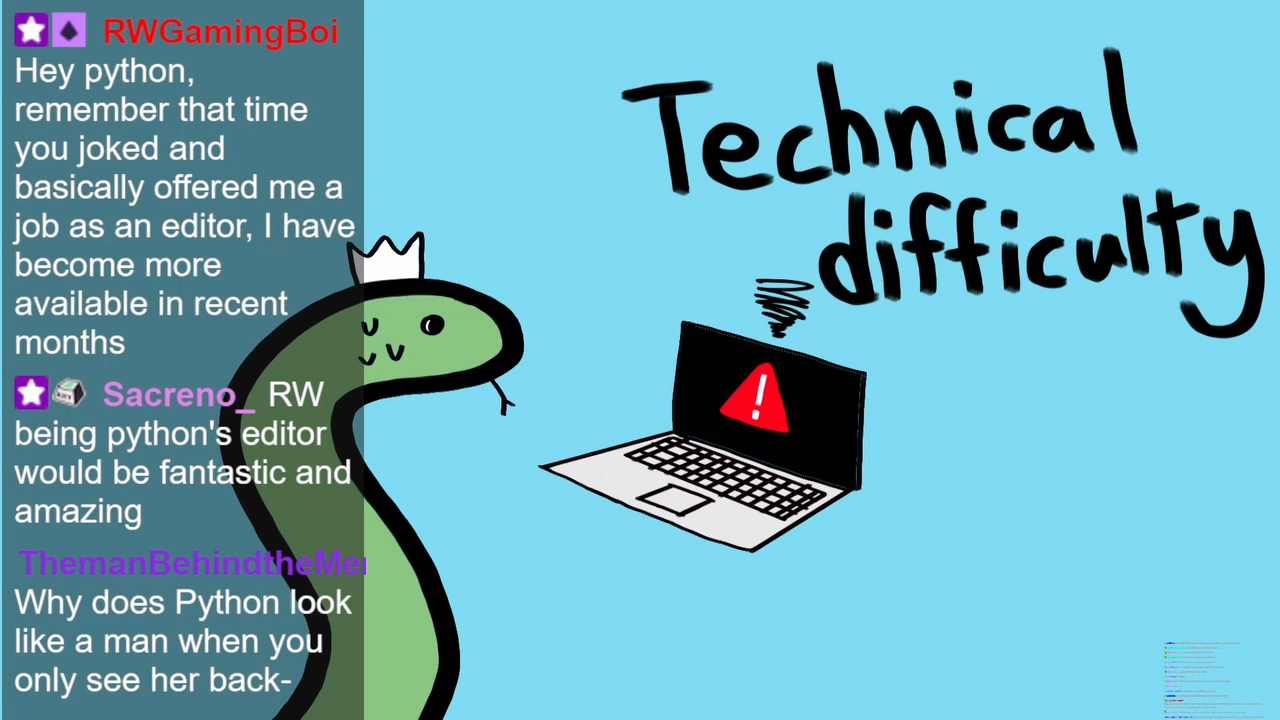 RWGamingBoi
Hey python,
remember that time
you joked and
basically offered me a
job as an editor, I have
become more
available in recent
months
Sacreno_ RW
being python's editor
would be fantastic and
amazing
Why does Python look
like a man when you
only see her back-
Technical
difficulty
!